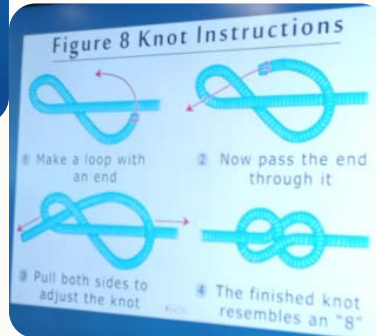 Figure 8 Knot Instructions
① Make a loop with
an end
② Now pass the end
through it
③ Pull both sides to
adjust the knot
④ The finished knot
resembles an "8"